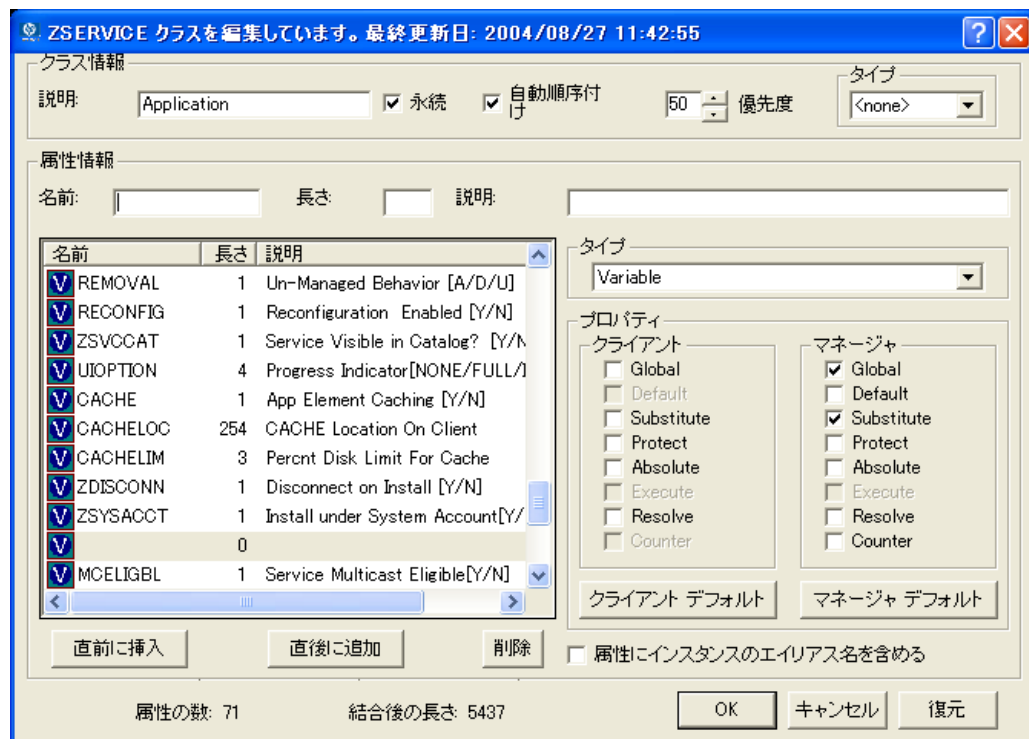 ZSERVICE クラスを編集しています。最終更新日: 2004/08/27 11:42:55
クラス情報
説明: Application 永続 自動順序付け 50 優先度
タイプ
<none>
属性情報
名前: 長さ: 説明:
名前 長さ 説明
REMOVAL 1 Un-Managed Behavior [A/D/U]
RECONFIG 1 Reconfiguration Enabled [Y/N]
ZSVCCAT 1 Service Visible in Catalog? [Y/N
UIOPTION 4 Progress Indicator[NONE/FULL/I
CACHE 1 App Element Caching [Y/N]
CACHELOC 254 CACHE Location On Client
CACHELIM 3 Percnt Disk Limit For Cache
ZDISCONN 1 Disconnect on Install [Y/N]
ZSYSACCT 1 Install under System Account[Y/
0
MCELIGBL 1 Service Multicast Eligible[Y/N]
タイプ
Variable
プロパティ
クライアント
Global
Default
Substitute
Protect
Absolute
Execute
Resolve
Counter
マネージャ
Global
Default
Substitute
Protect
Absolute
Execute
Resolve
Counter
クライアント デフォルト マネージャ デフォルト
直前に挿入 直後に追加 削除
属性にインスタンスのエイリアス名を含める
属性の数: 71 結合後の長さ: 5437
OK キャンセル 復元